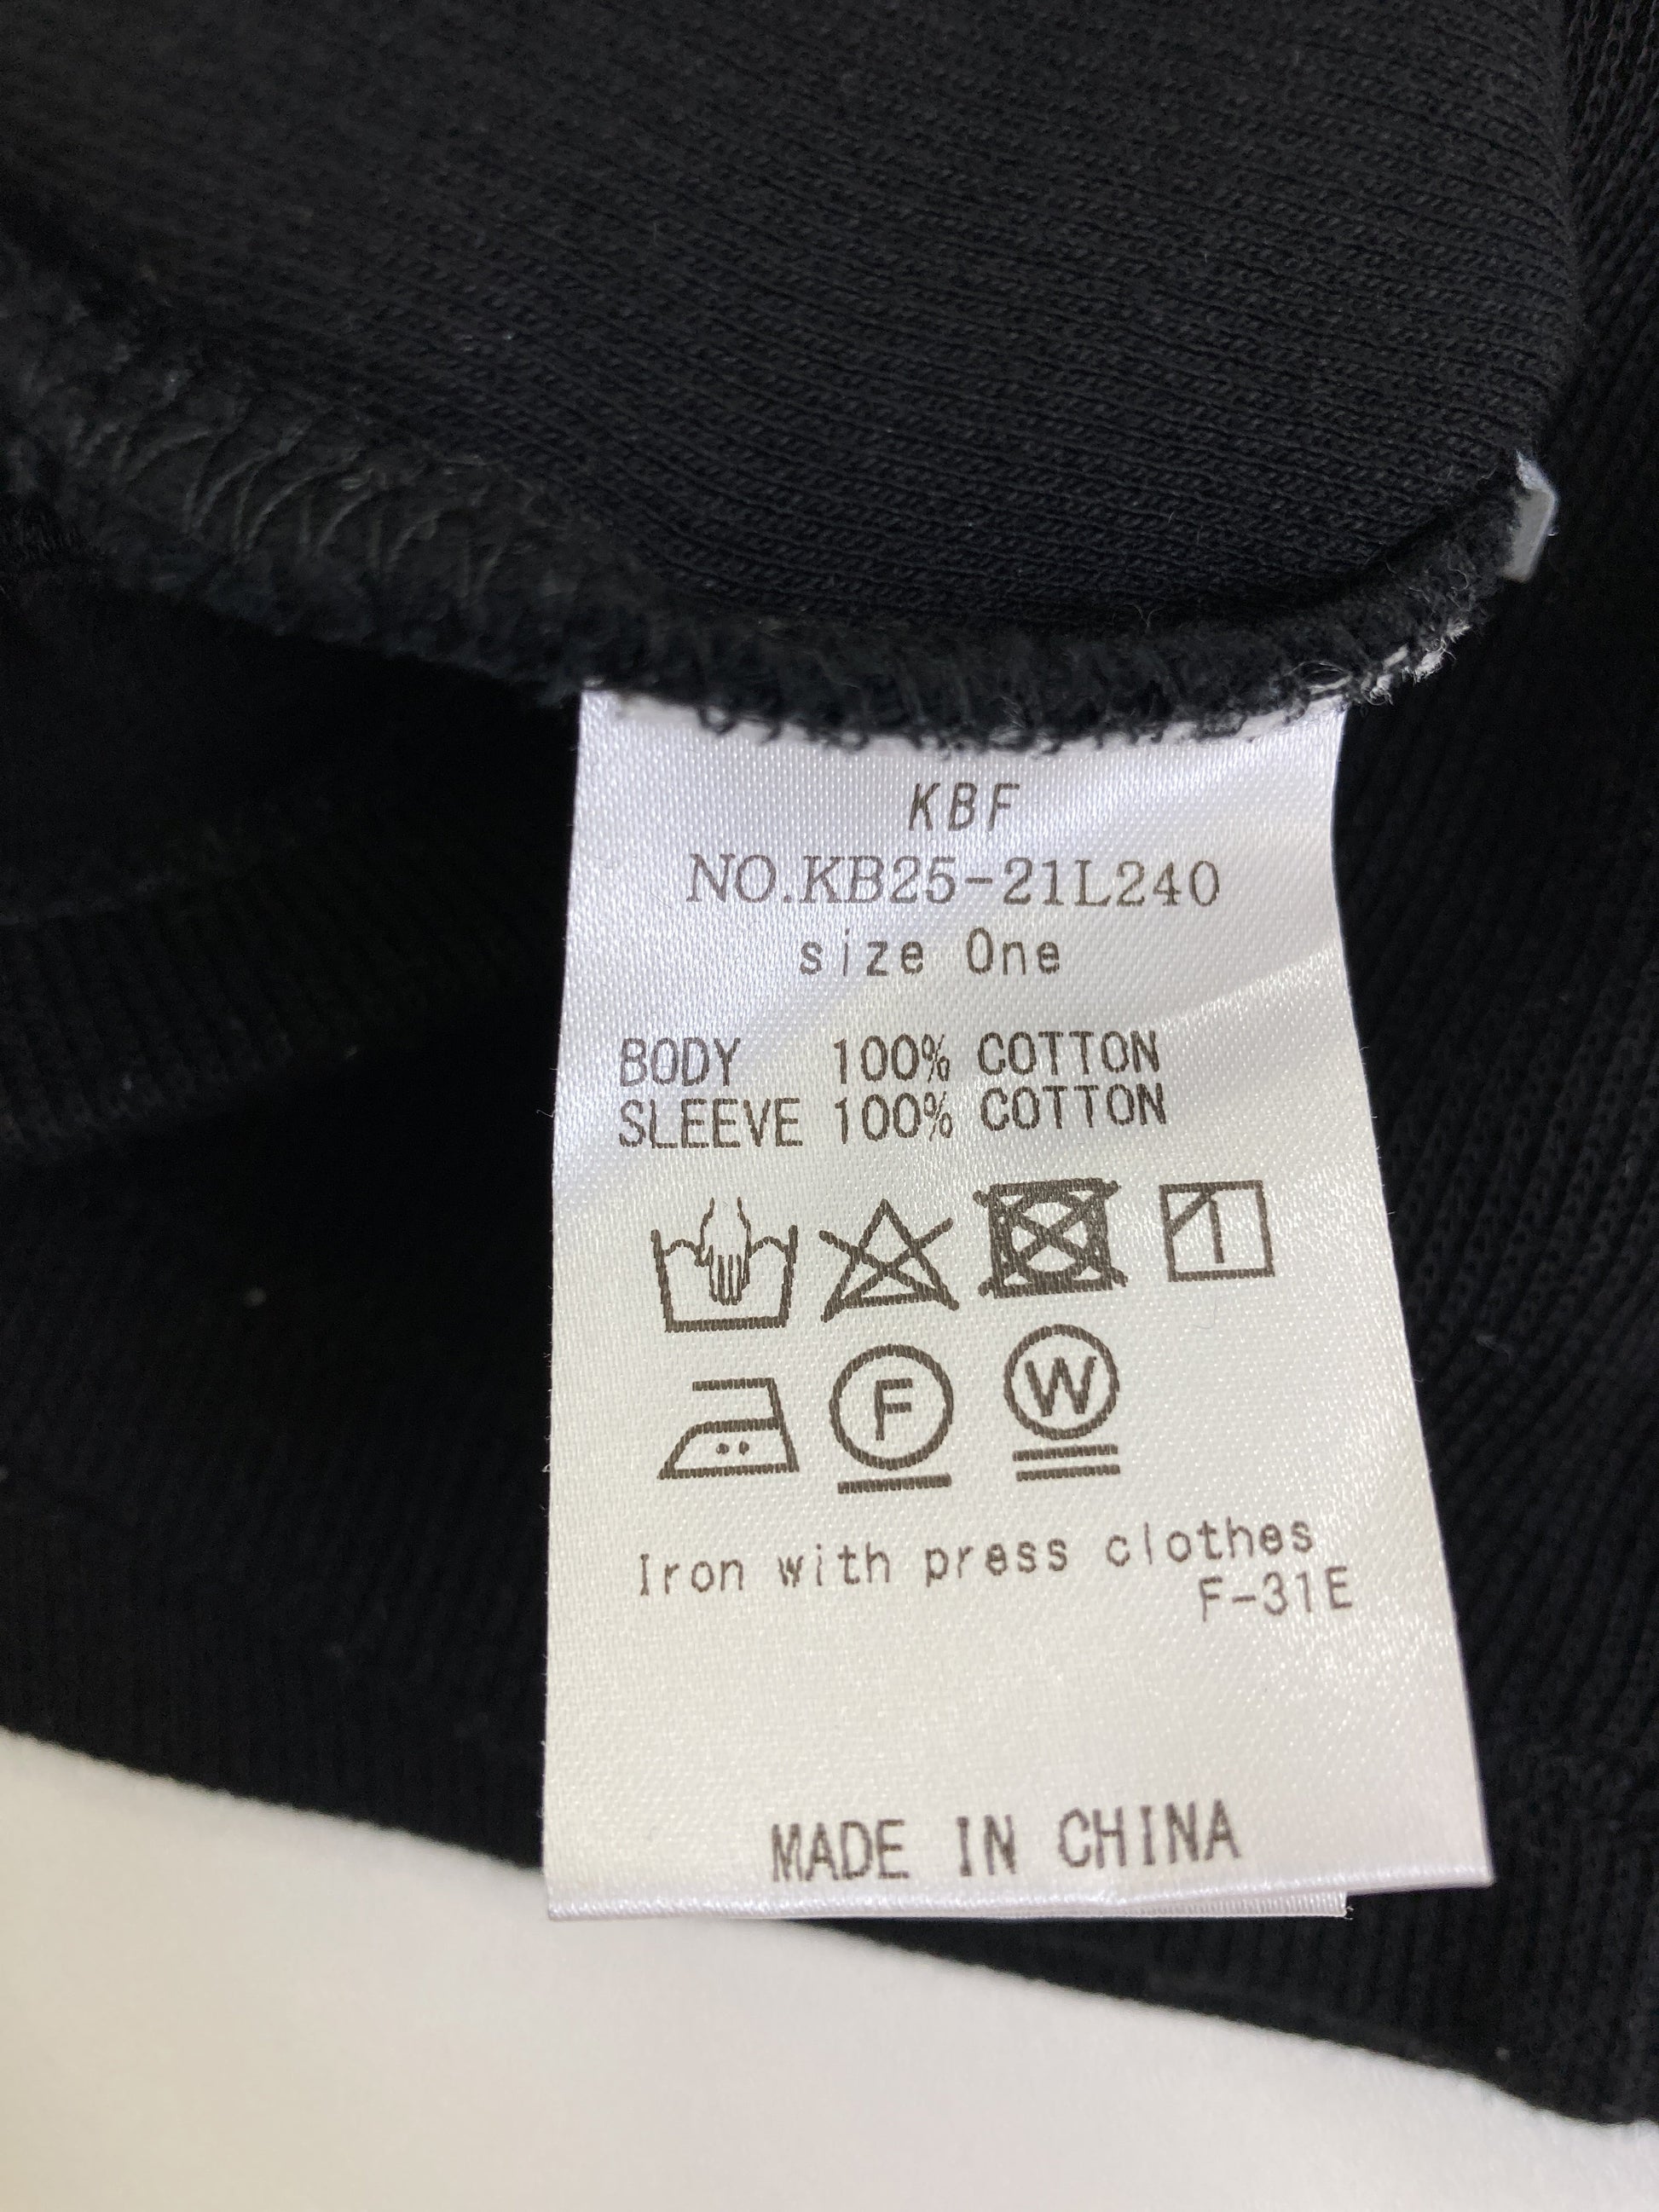 KBF
NO.KB25-21L240
size One
BODY 100% COTTON
SLEEVE 100% COTTON
F W
Iron with press clothes
F-31E
MADE IN CHINA